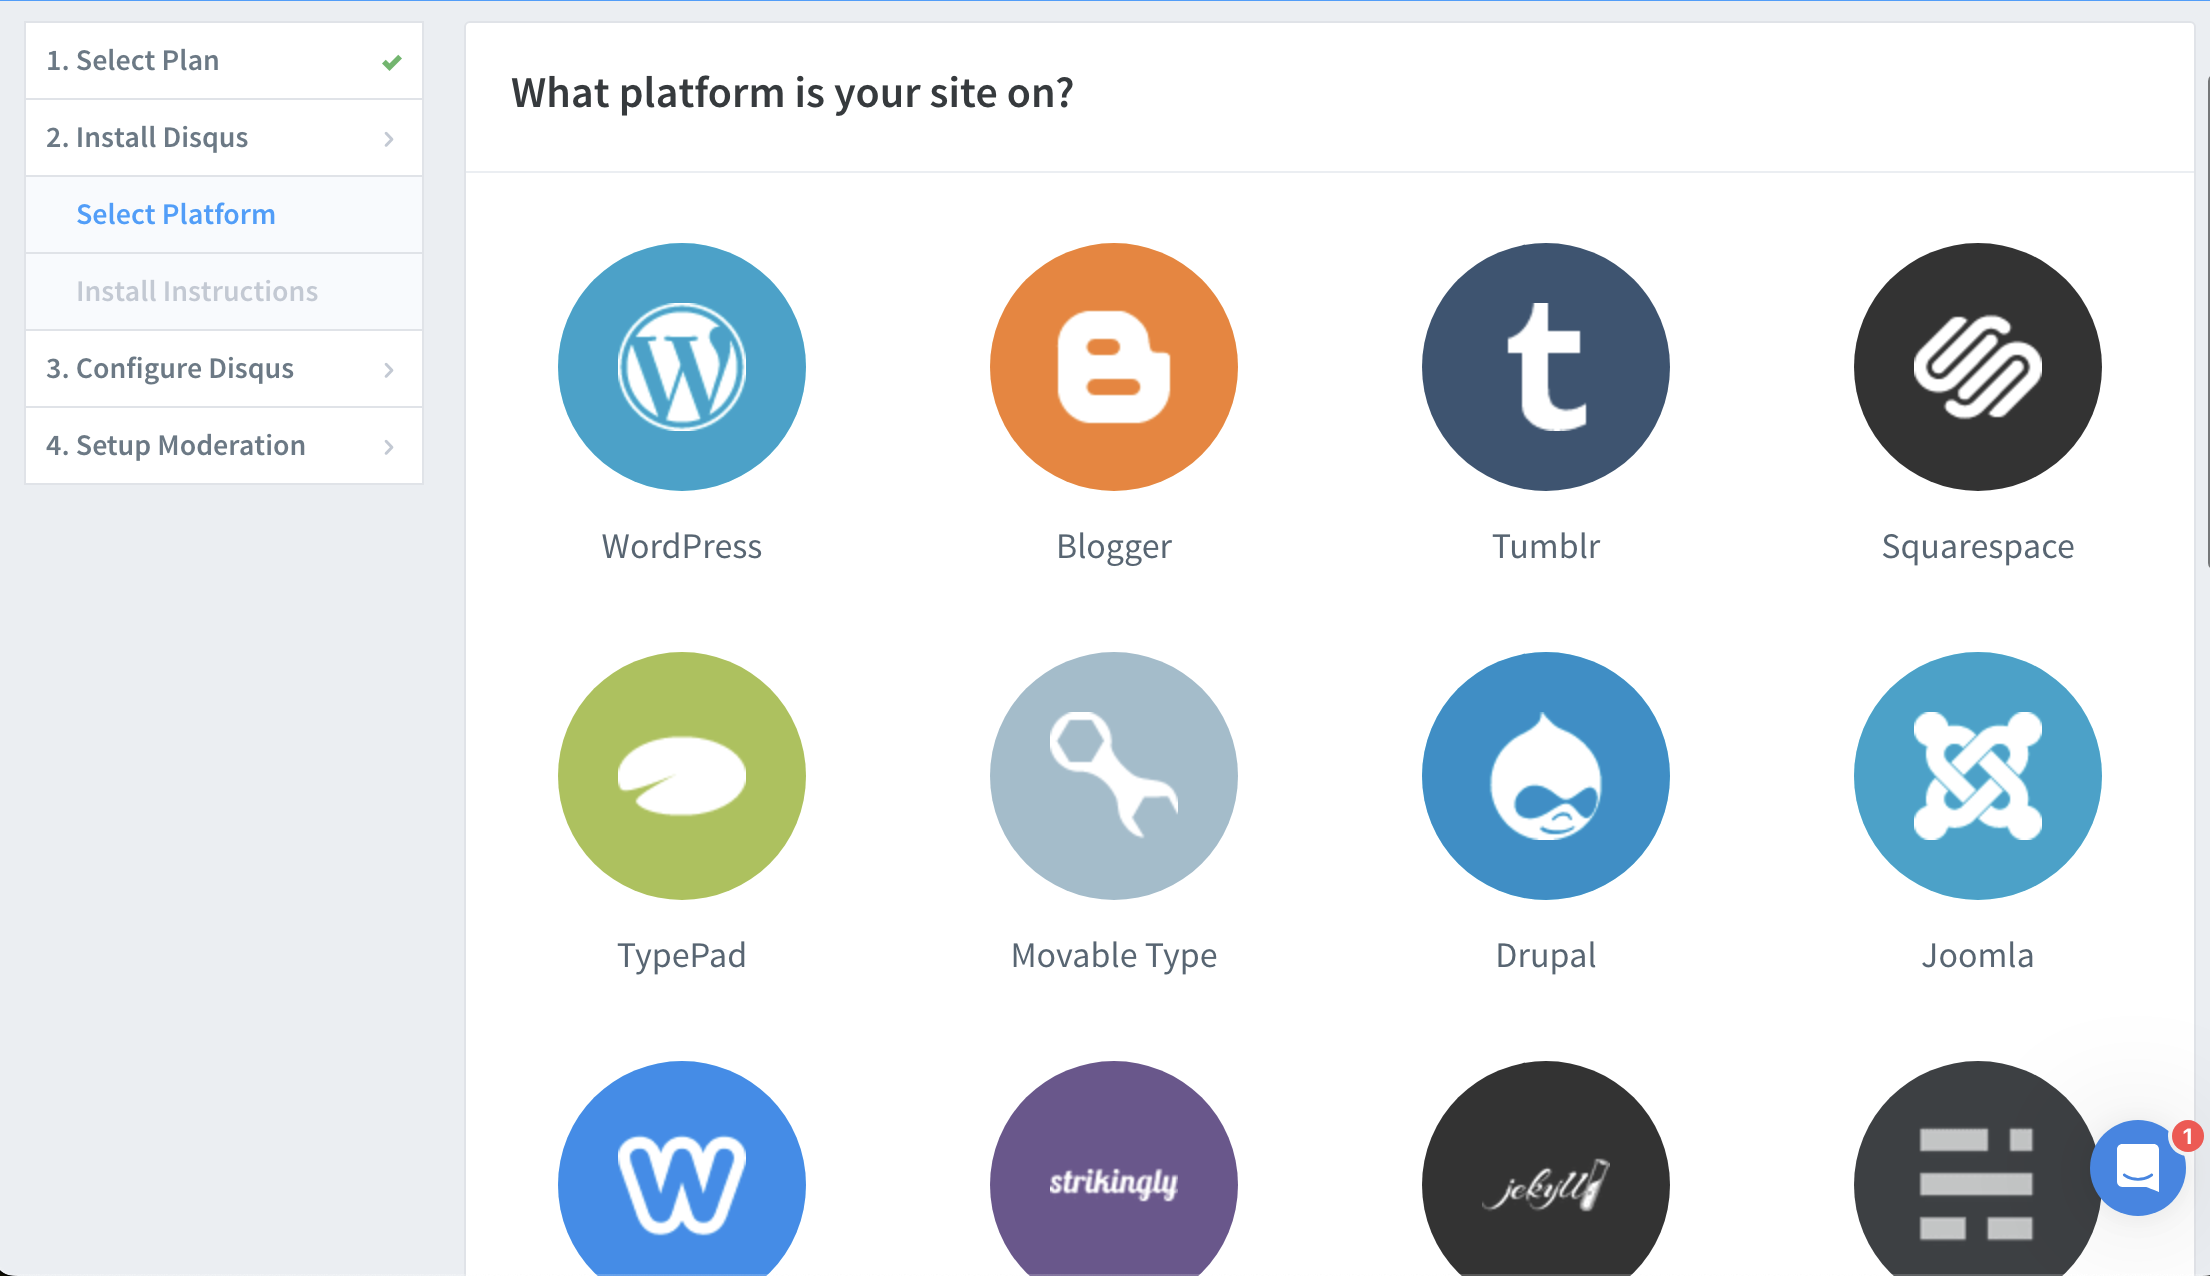 1. Select Plan
2. Install Disqus
Select Platform
Install Instructions
3. Configure Disqus
4. Setup Moderation
What platform is your site on?
WordPress
Blogger
Tumblr
Squarespace
TypePad
Movable Type
Drupal
Joomla
strikingly
jekyll
1